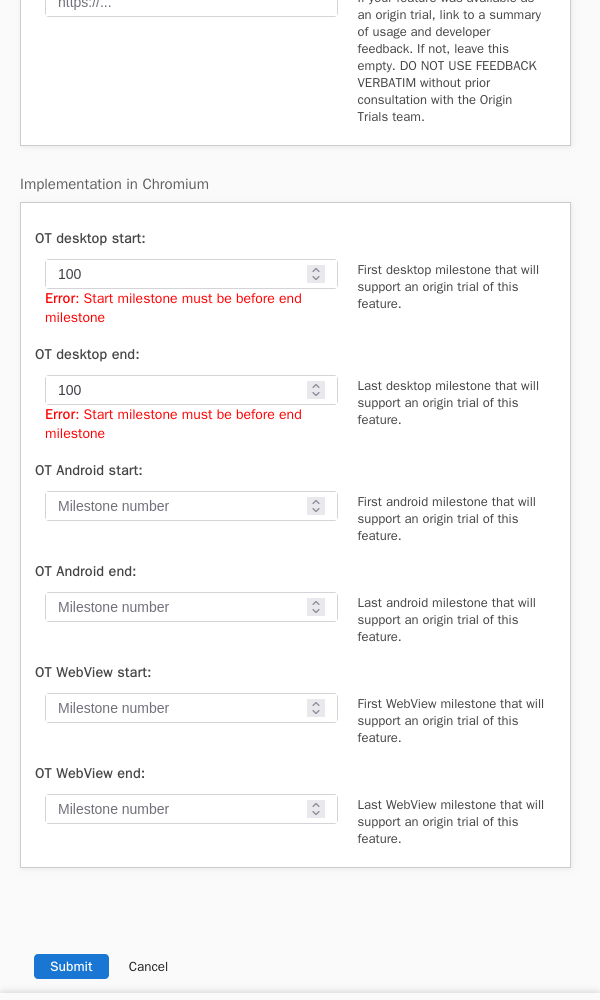 https://...
an origin trial, link to a summary
of usage and developer
feedback. If not, leave this
empty. DO NOT USE FEEDBACK
VERBATIM without prior
consultation with the Origin
Trials team.
Implementation in Chromium
OT desktop start:
100
First desktop milestone that will
support an origin trial of this
feature.
Error: Start milestone must be before end
milestone
OT desktop end:
100
Last desktop milestone that will
support an origin trial of this
feature.
Error: Start milestone must be before end
milestone
OT Android start:
Milestone number
First android milestone that will
support an origin trial of this
feature.
OT Android end:
Milestone number
Last android milestone that will
support an origin trial of this
feature.
OT WebView start:
Milestone number
First WebView milestone that will
support an origin trial of this
feature.
OT WebView end:
Milestone number
Last WebView milestone that will
support an origin trial of this
feature.
Submit
Cancel